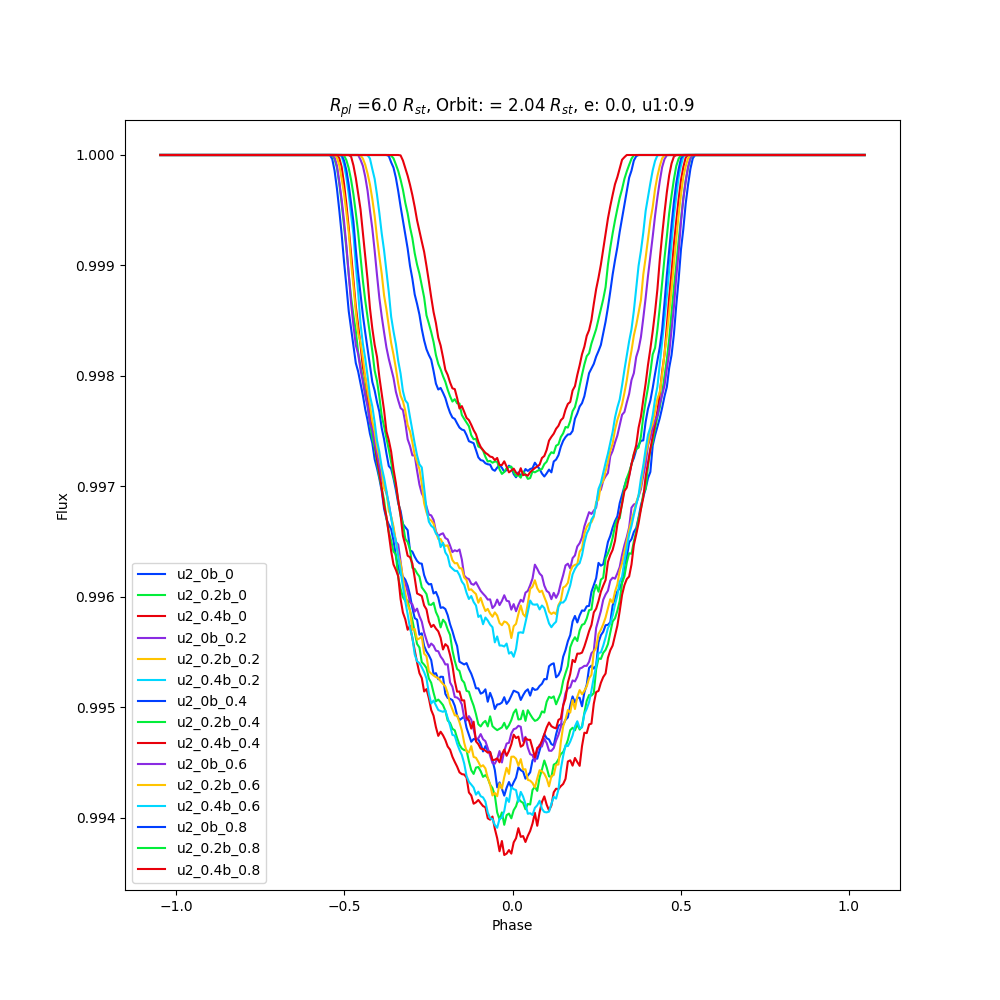 R_pl =6.0 R_st, Orbit: = 2.04 R_st, e: 0.0, u1:0.9
1.000
0.999
0.998
0.997
0.996
0.995
0.994
Flux
u2_0b_0
u2_0.2b_0
u2_0.4b_0
u2_0b_0.2
u2_0.2b_0.2
u2_0.4b_0.2
u2_0b_0.4
u2_0.2b_0.4
u2_0.4b_0.4
u2_0b_0.6
u2_0.2b_0.6
u2_0.4b_0.6
u2_0b_0.8
u2_0.2b_0.8
u2_0.4b_0.8
−1.0 −0.5 0.0 0.5 1.0
Phase